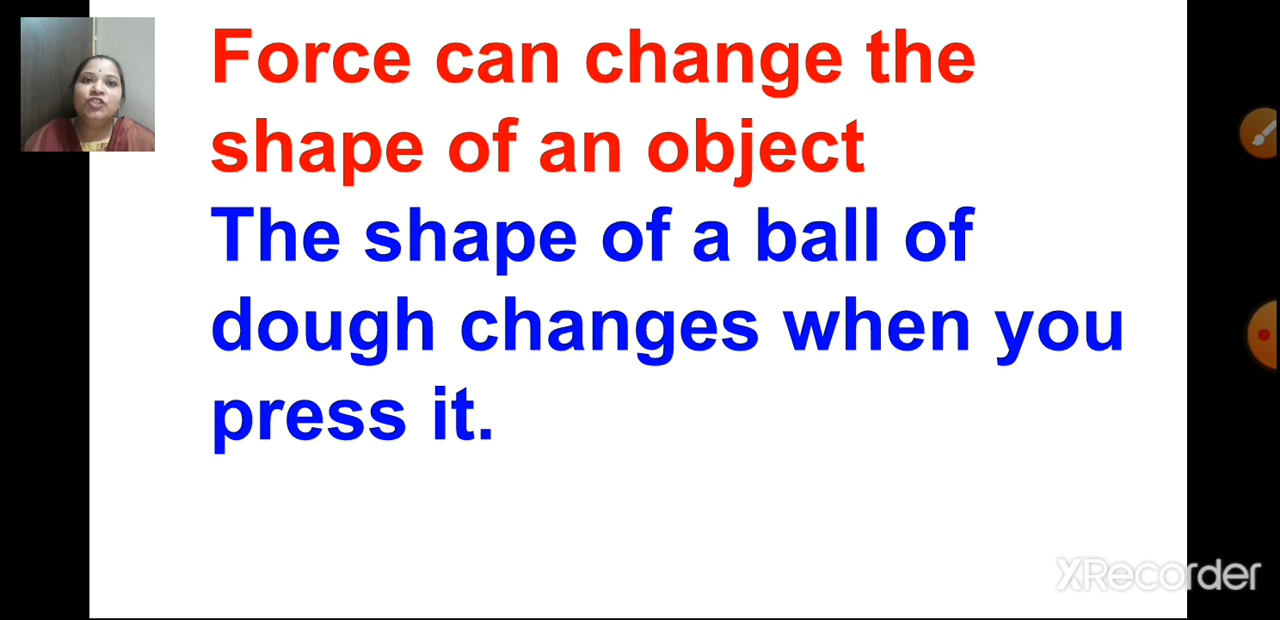 Force can change the
shape of an object
The shape of a ball of
dough changes when you
press it.
XRecorder